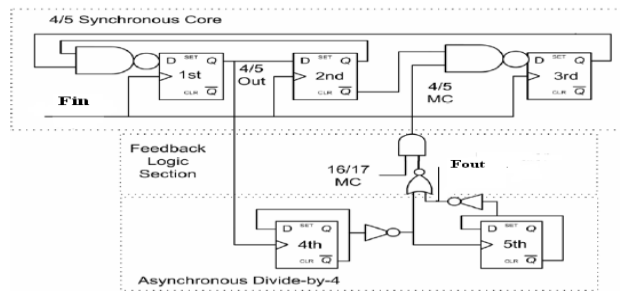 4/5 Synchronous Core
D SET Q
1st
CLR Q
4/5
Out
D SET Q
2nd
CLR Q
4/5
MC
D SET Q
3rd
CLR Q
Fin
Feedback
Logic
Section
16/17
MC
Fout
D SET Q
4th
CLR Q
D SET Q
5th
CLR Q
Asynchronous Divide-by-4